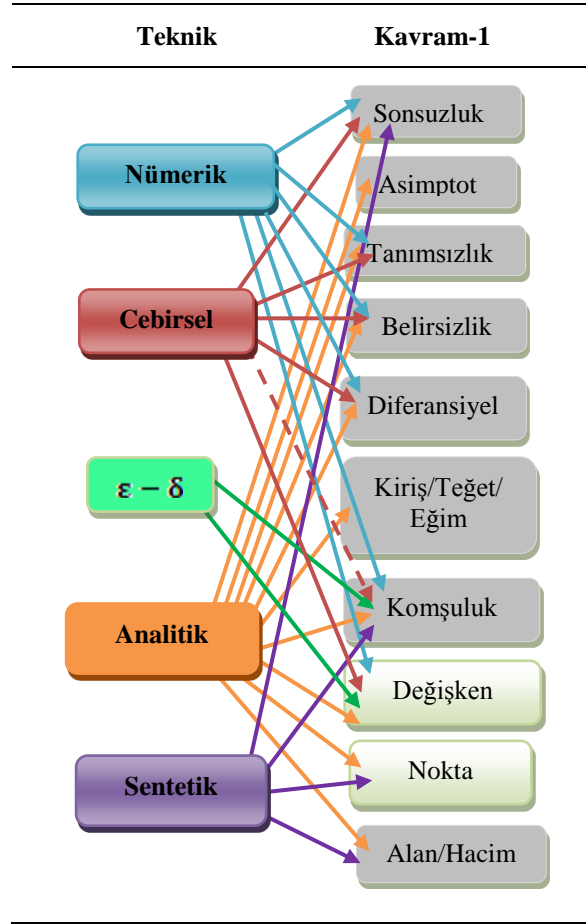 Teknik Kavram-1
Sonsuzluk
Nümerik
Asimptot
Tanımsızlık
Cebirsel
Belirsizlik
Diferansiyel
ε − δ
Kiriş/Teğet/
Eğim
Analitik
Komşuluk
Değişken
Sentetik
Nokta
Alan/Hacim